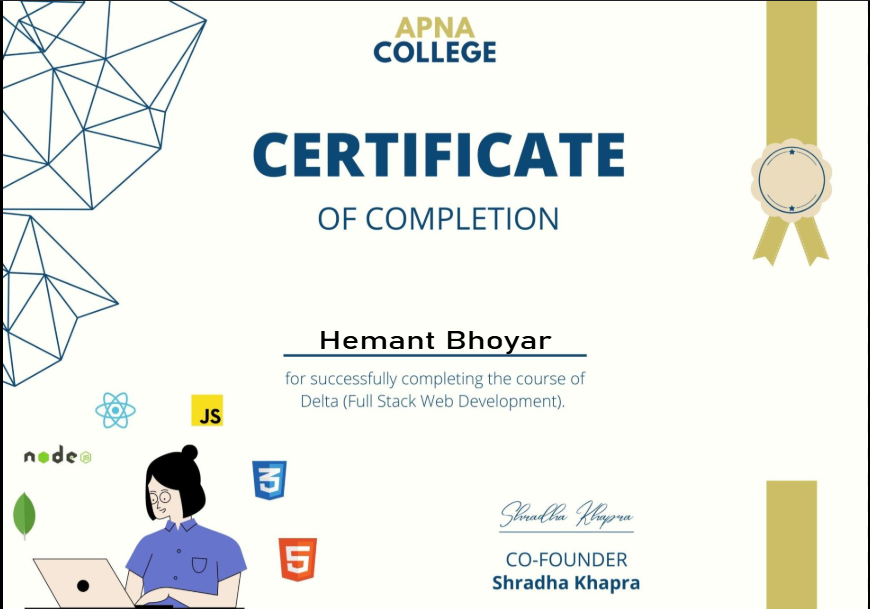 APNA
COLLEGE
CERTIFICATE
OF COMPLETION
Hemant Bhoyar
for successfully completing the course of
Delta (Full Stack Web Development).
JS
node
JS
3
5
Shradha Khapra
CO-FOUNDER
Shradha Khapra